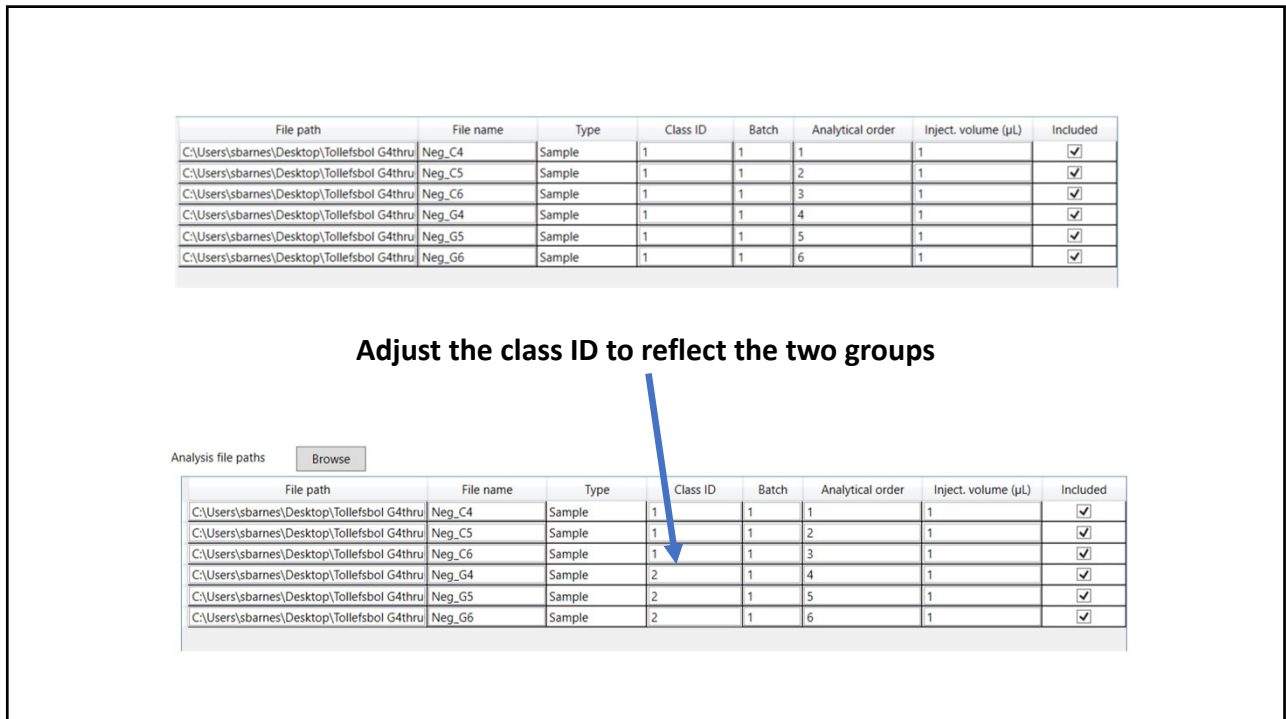 File path File name Type Class ID Batch Analytical order Inject. volume (µL) Included
C:\Users\sbarnes\Desktop\Tollefsbol G4thru Neg_C4 Sample 1 1 1 1
C:\Users\sbarnes\Desktop\Tollefsbol G4thru Neg_C5 Sample 1 1 2 1
C:\Users\sbarnes\Desktop\Tollefsbol G4thru Neg_C6 Sample 1 1 3 1
C:\Users\sbarnes\Desktop\Tollefsbol G4thru Neg_G4 Sample 1 1 4 1
C:\Users\sbarnes\Desktop\Tollefsbol G4thru Neg_G5 Sample 1 1 5 1
C:\Users\sbarnes\Desktop\Tollefsbol G4thru Neg_G6 Sample 1 1 6 1
Adjust the class ID to reflect the two groups
Analysis file paths Browse
File path File name Type Class ID Batch Analytical order Inject. volume (µL) Included
C:\Users\sbarnes\Desktop\Tollefsbol G4thru Neg_C4 Sample 1 1 1 1
C:\Users\sbarnes\Desktop\Tollefsbol G4thru Neg_C5 Sample 1 1 2 1
C:\Users\sbarnes\Desktop\Tollefsbol G4thru Neg_C6 Sample 1 1 3 1
C:\Users\sbarnes\Desktop\Tollefsbol G4thru Neg_G4 Sample 2 1 4 1
C:\Users\sbarnes\Desktop\Tollefsbol G4thru Neg_G5 Sample 2 1 5 1
C:\Users\sbarnes\Desktop\Tollefsbol G4thru Neg_G6 Sample 2 1 6 1